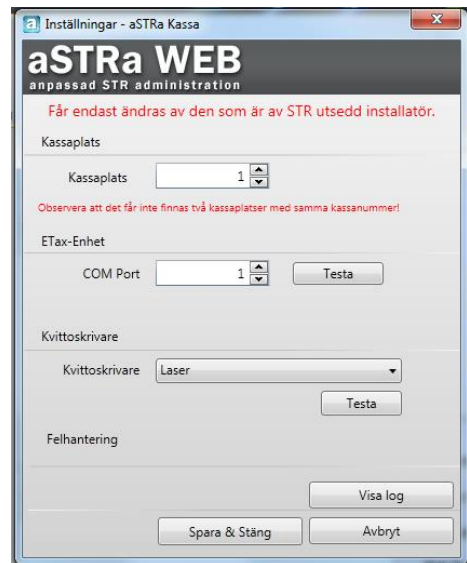 Inställningar - aSTRa Kassa
aSTRa WEB
anpassad STR administration
Får endast ändras av den som är av STR utsedd installatör.
Kassaplats
Kassaplats 1
Observera att det får inte finnas två kassaplatser med samma kassanummer!
ETax-Enhet
COM Port 1 Testa
Kvittoskrivare
Kvittoskrivare Laser
Testa
Felhantering
Visa log
Spara & Stäng Avbryt